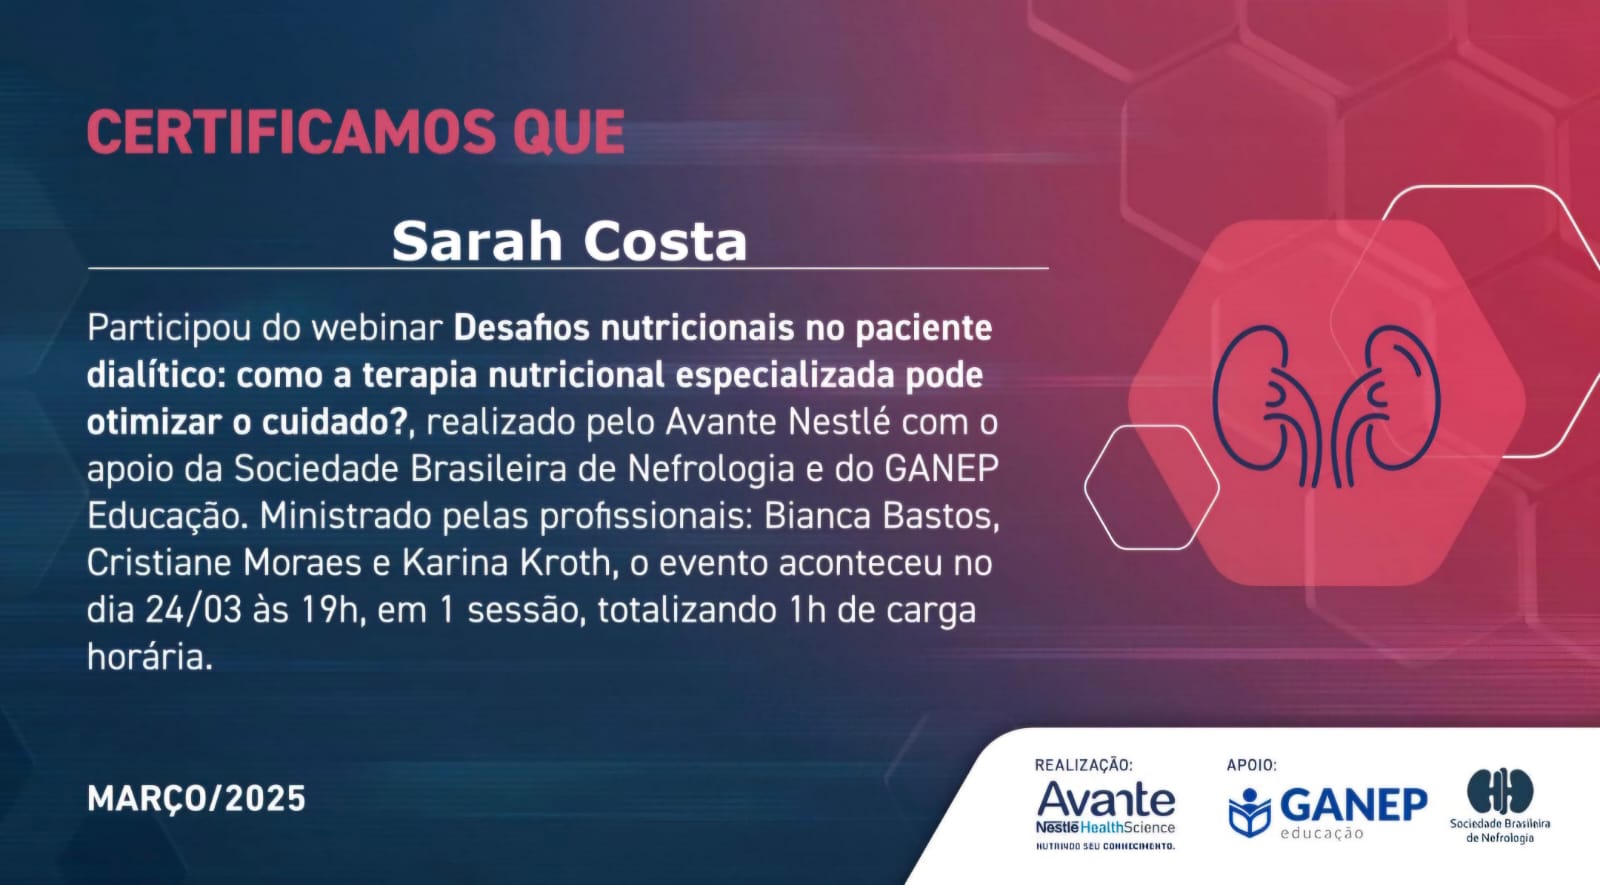 CERTIFICAMOS QUE
Sarah Costa
Participou do webinar Desafios nutricionais no paciente
dialítico: como a terapia nutricional especializada pode
otimizar o cuidado?, realizado pelo Avante Nestlé com o
apoio da Sociedade Brasileira de Nefrologia e do GANEP
Educação. Ministrado pelas profissionais: Bianca Bastos,
Cristiane Moraes e Karina Kroth, o evento aconteceu no
dia 24/03 às 19h, em 1 sessão, totalizando 1h de carga
horária.
MARÇO/2025
REALIZAÇÃO:
Avante
Nestlé HealthScience
NUTRINDO SEU CONHECIMENTO.
APOIO:
GANEP
educação
Sociedade Brasileira
de Nefrologia